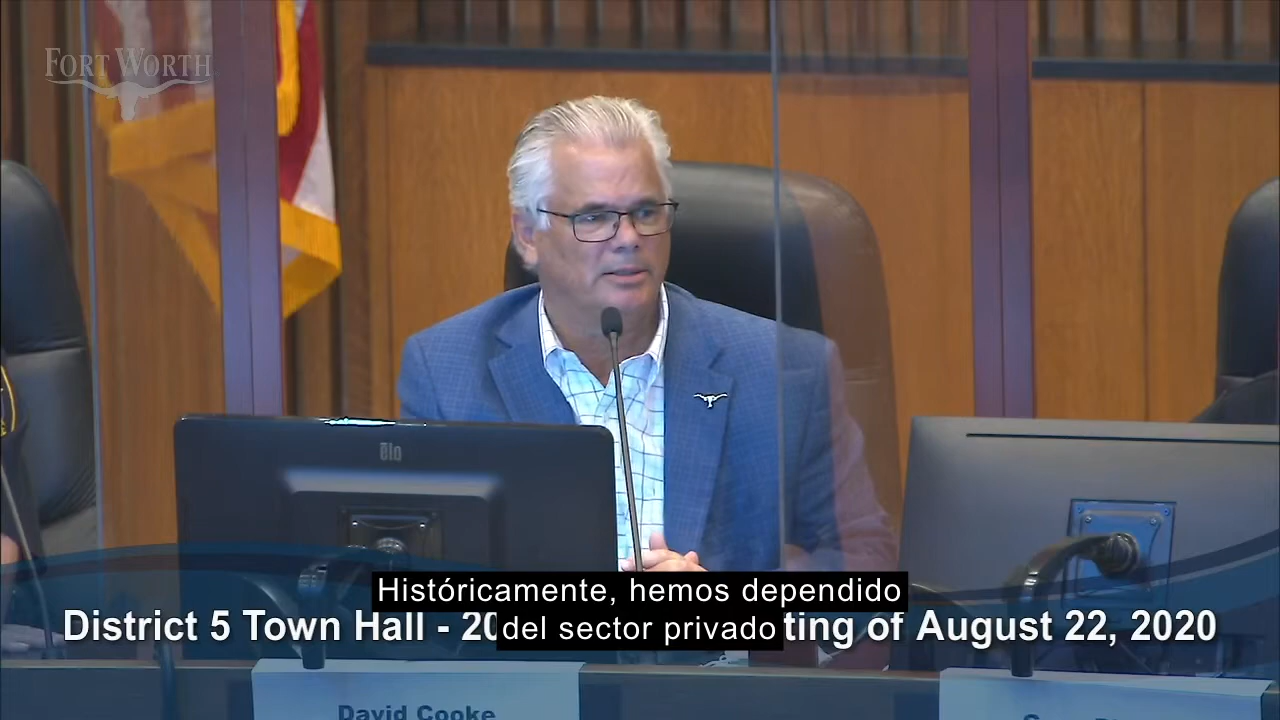 FORT WORTH
elo
Históricamente, hemos dependido
del sector privado
District 5 Town Hall - 20 ting of August 22, 2020
David Cooke